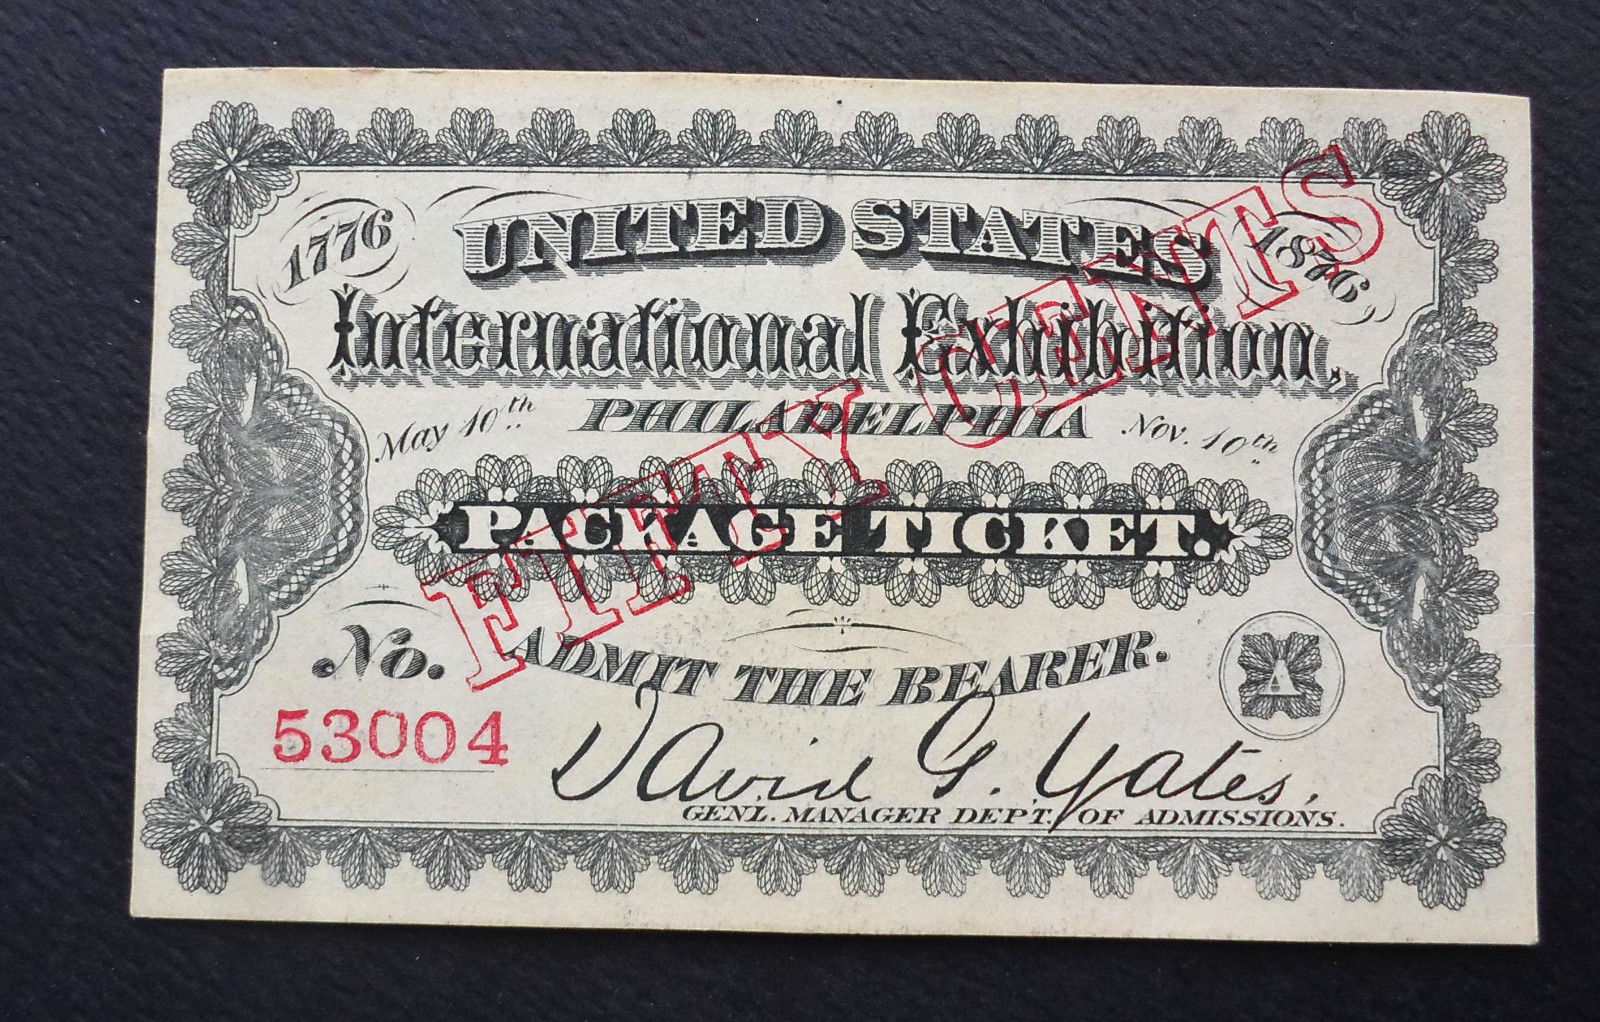 1776
UNITED STATES
1876
International Exhibition,
May 10th. PHILADELPHIA Nov. 10th.
PACKAGE TICKET.
FIFTY CENTS
No.
53004
ADMIT THE BEARER.
A
David G. Yates.
GENL. MANAGER DEP'T. OF ADMISSIONS.